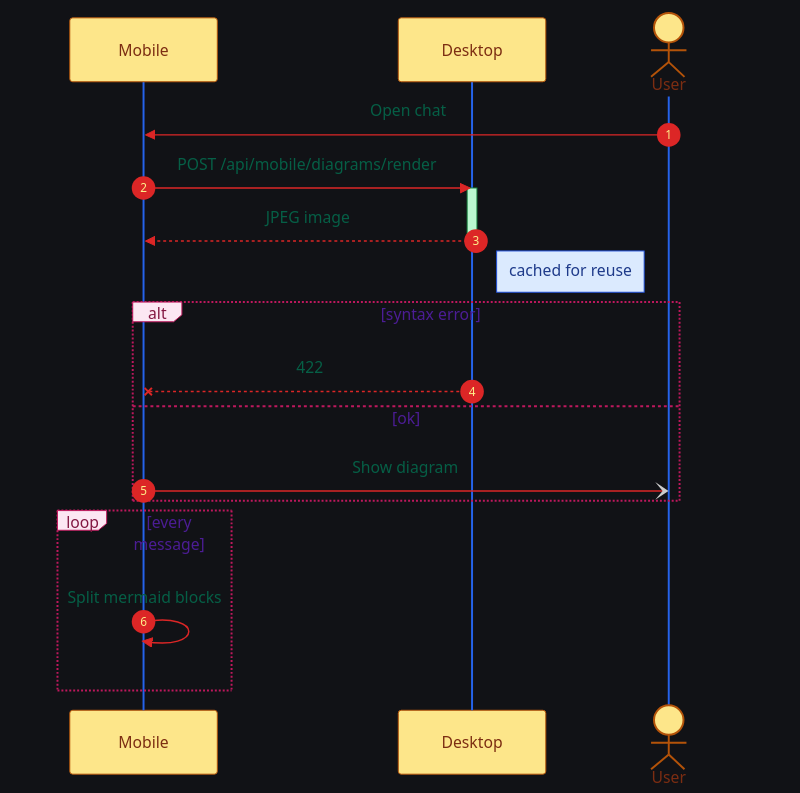 Mobile
Desktop
User
Open chat
1
POST /api/mobile/diagrams/render
2
JPEG image
3
cached for reuse
alt
[syntax error]
422
4
[ok]
Show diagram
5
loop
[every
message]
Split mermaid blocks
6
Mobile
Desktop
User